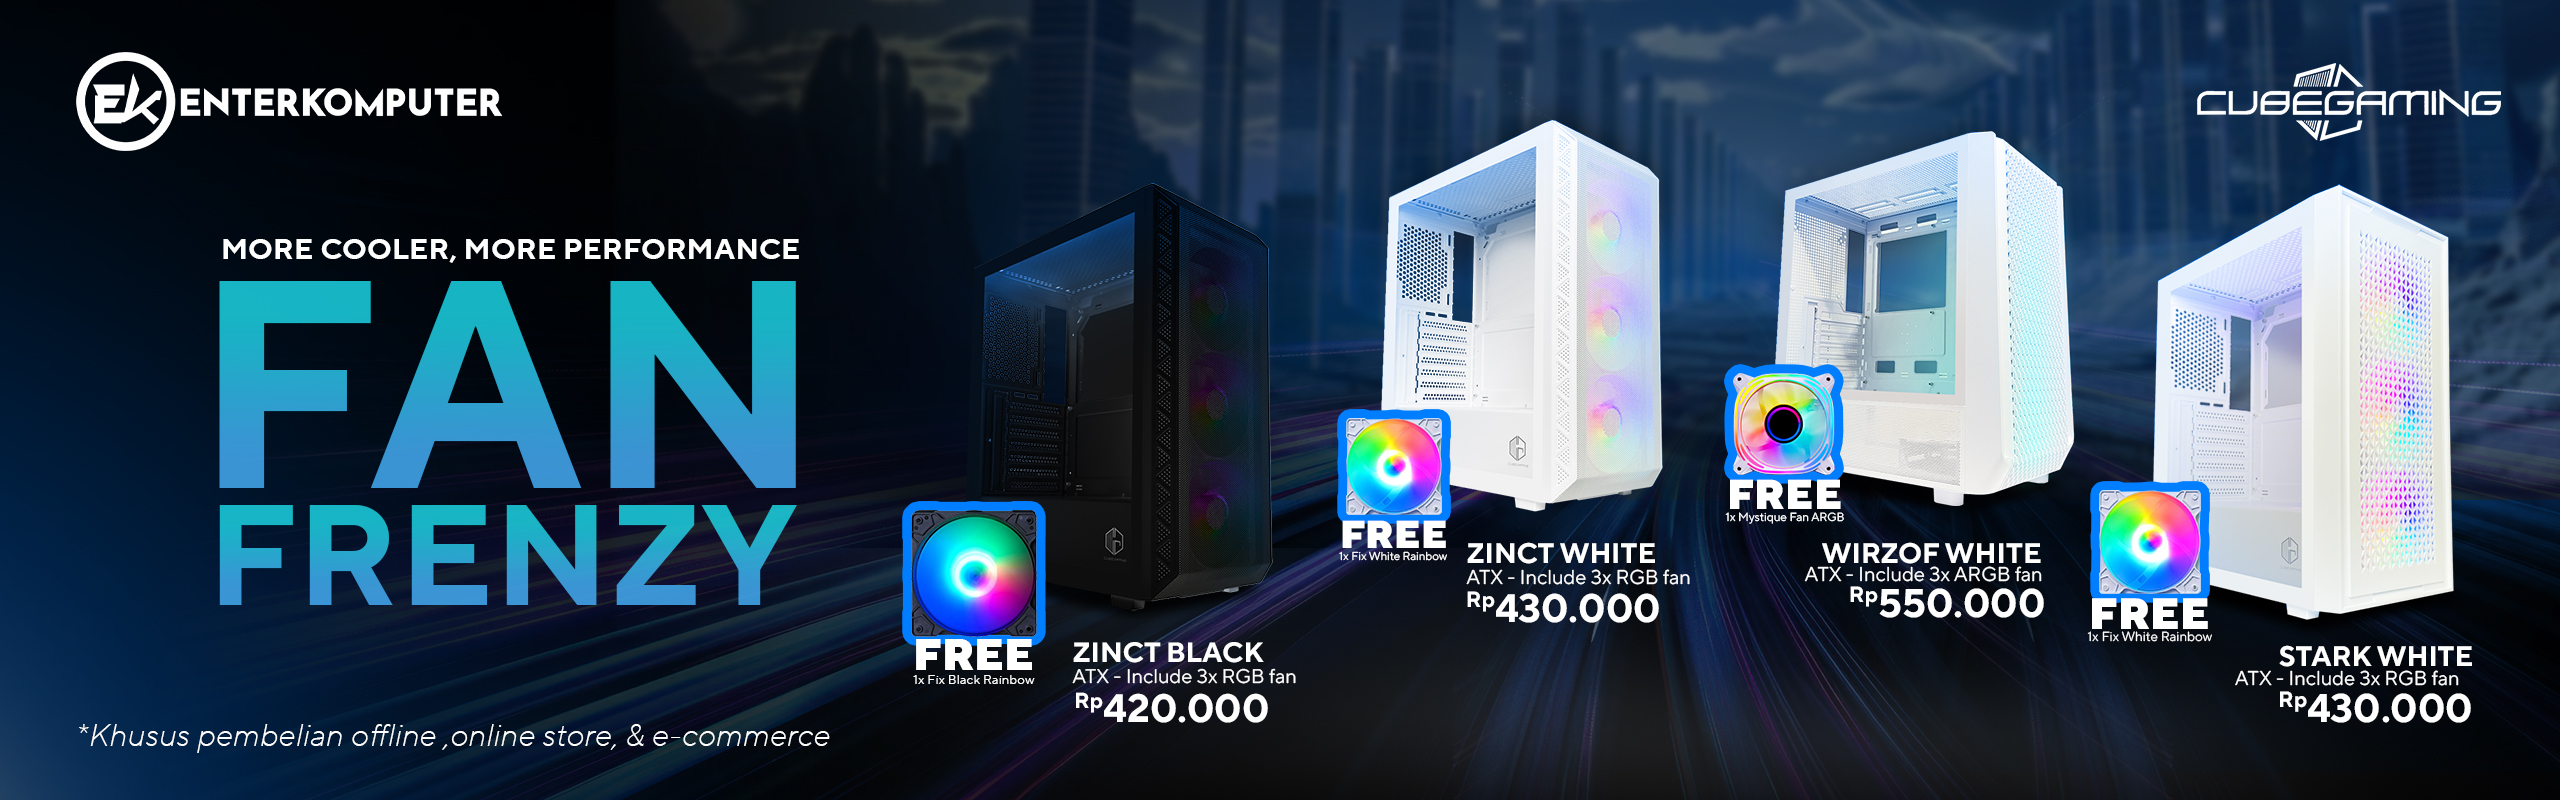 EK ENTERKOMPUTER
CUBEGAMING
MORE COOLER, MORE PERFORMANCE
FAN
FRENZY
*Khusus pembelian offline ,online store, & e-commerce
FREE
1x Fix Black Rainbow
ZINCT BLACK
ATX - Include 3x RGB fan
Rp420.000
FREE
1x Fix White Rainbow
ZINCT WHITE
ATX - Include 3x RGB fan
Rp430.000
FREE
1x Mystique Fan ARGB
WIRZOF WHITE
ATX - Include 3x ARGB fan
Rp550.000
FREE
1x Fix White Rainbow
STARK WHITE
ATX - Include 3x RGB fan
Rp430.000